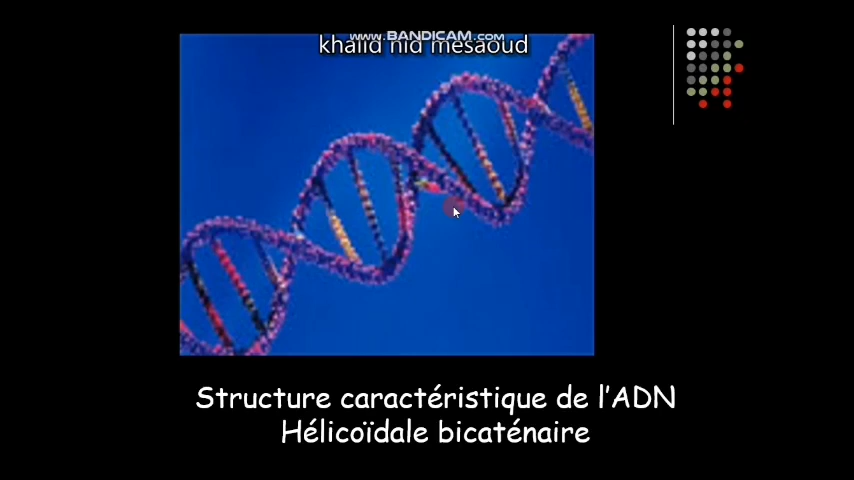 www.BANDICAM.com
khalid nid mesaoud
Structure caractéristique de l'ADN
Hélicoïdale bicaténaire